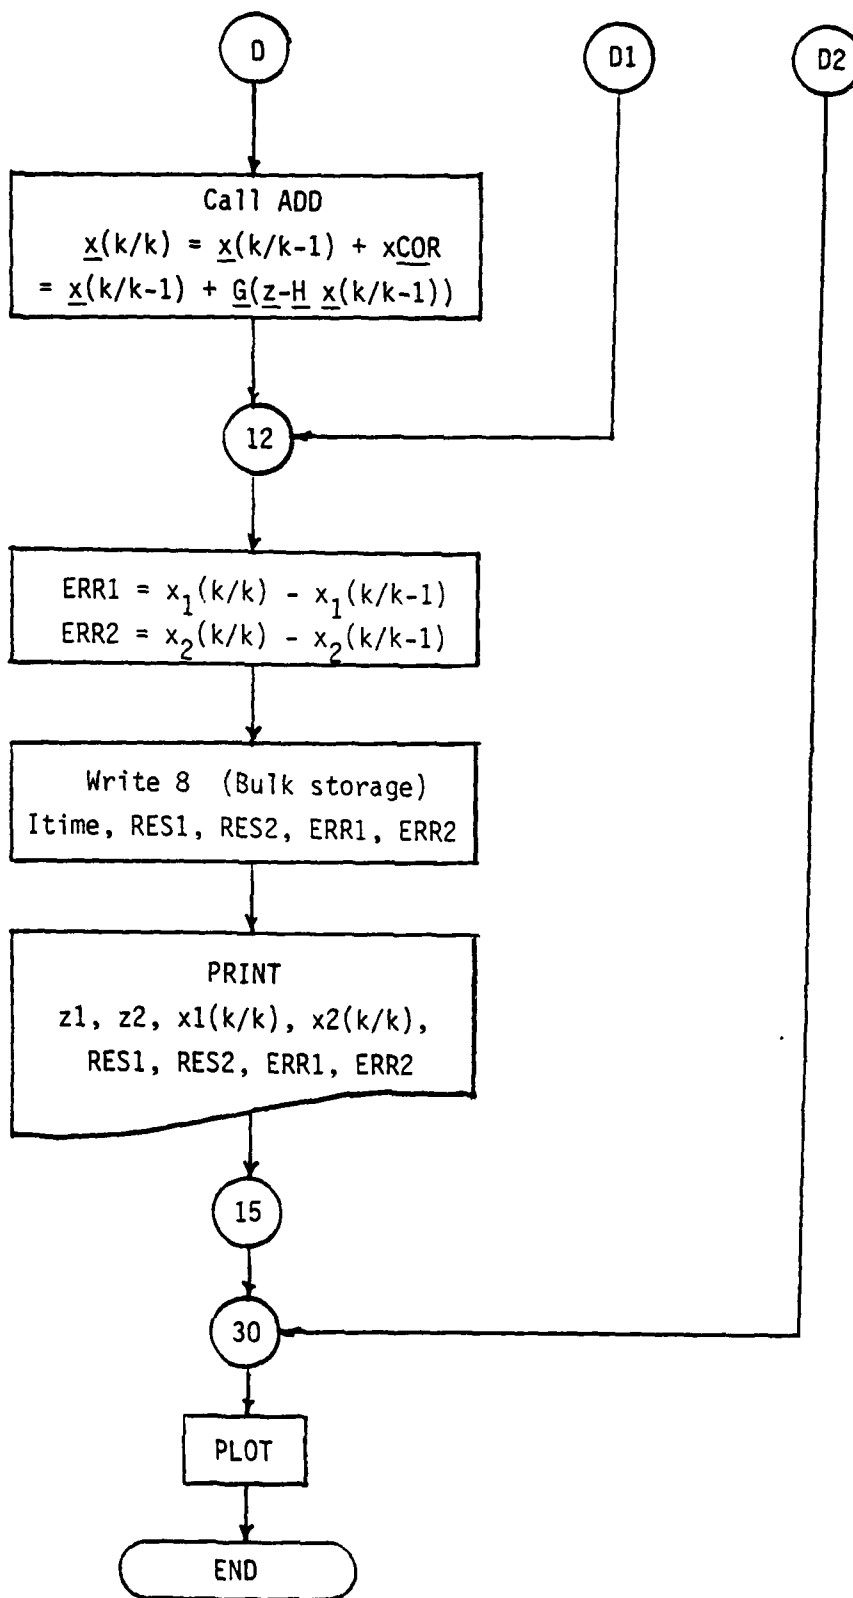 D
D1
D2
Call ADD
x(k/k) = x(k/k-1) + xCOR
= x(k/k-1) + G(z-H x(k/k-1))
12
ERR1 = x1(k/k) - x1(k/k-1)
ERR2 = x2(k/k) - x2(k/k-1)
Write 8 (Bulk storage)
Itime, RES1, RES2, ERR1, ERR2
PRINT
z1, z2, x1(k/k), x2(k/k),
RES1, RES2, ERR1, ERR2
15
30
PLOT
END